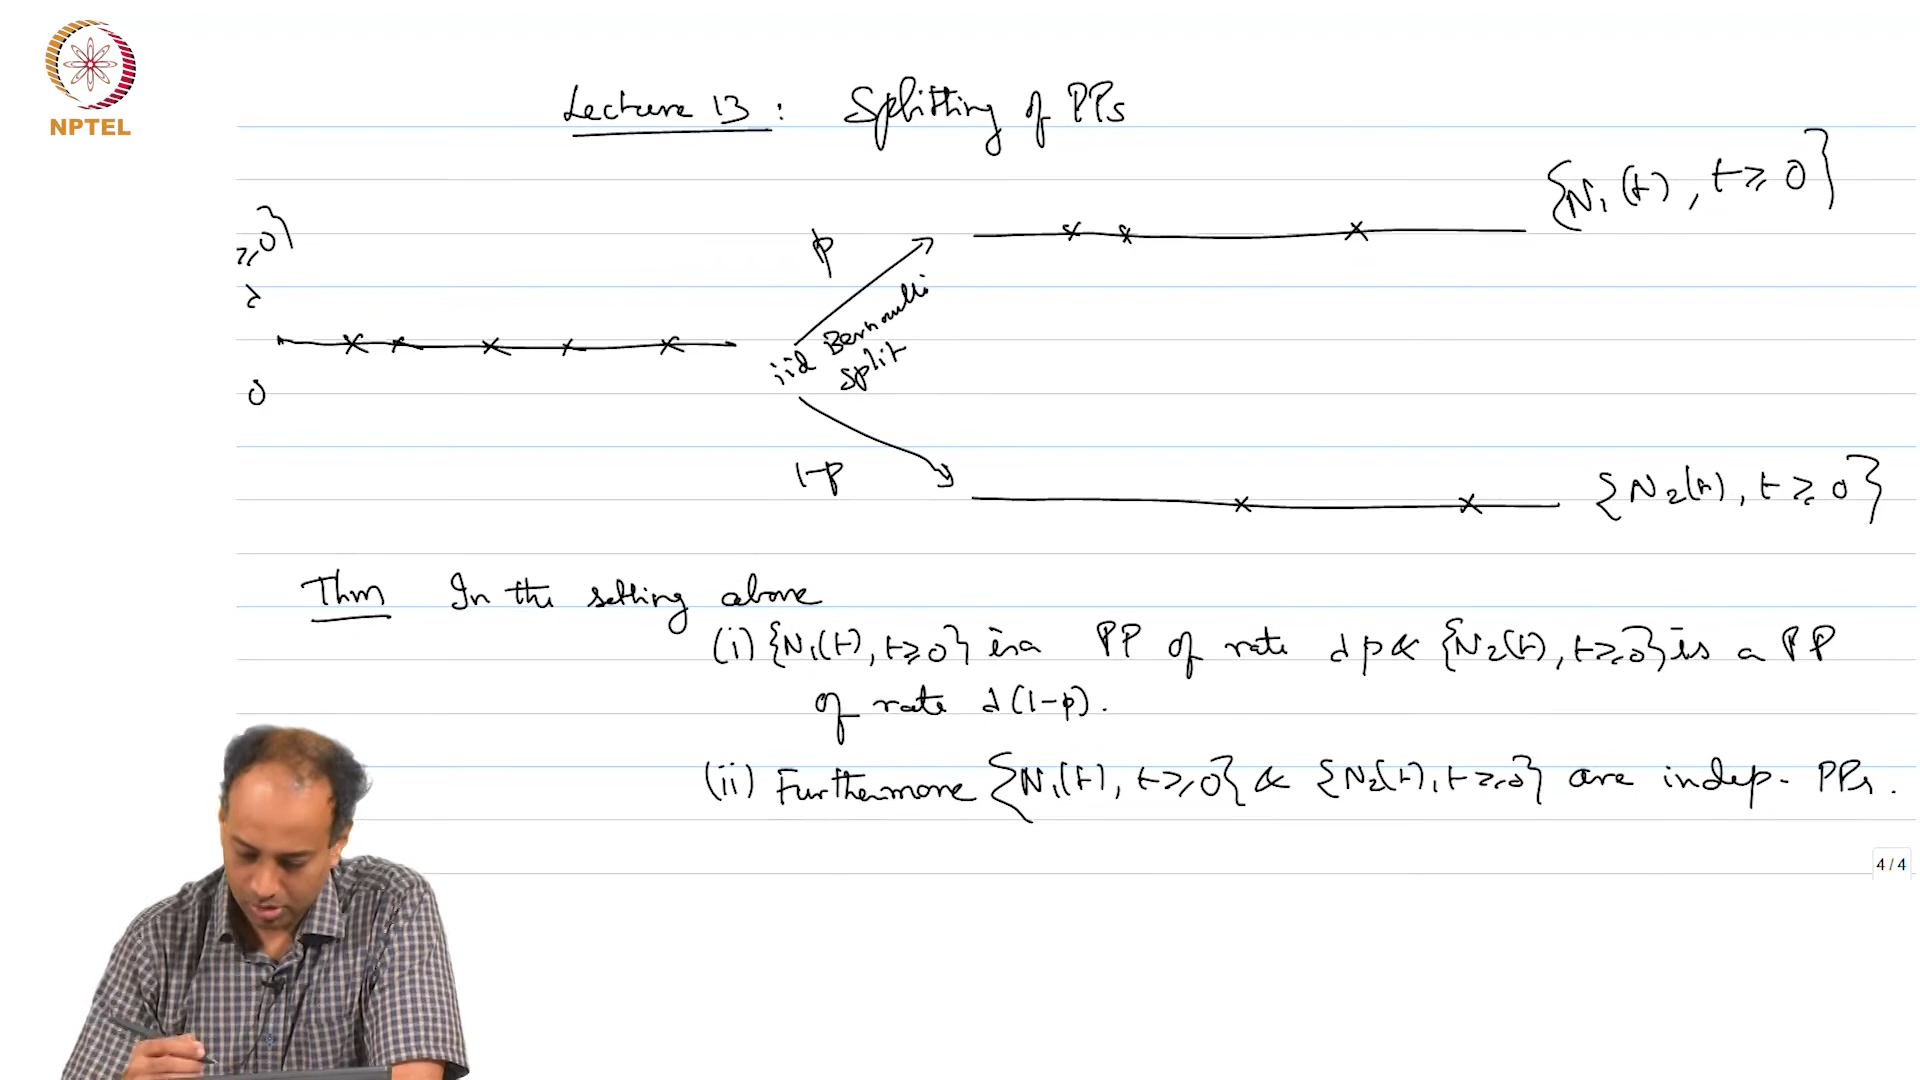 NPTEL
Lecture 13 : Splitting of PPs
{N₁(t), t ≥ 0}
≥0}
λ
p
iid Bernoulli
split
0
1-p
{N₂(t), t ≥ 0}
Thm In the setting above
(i) {N₁(t), t ≥ 0} is a PP of rate λp & {N₂(t), t ≥ 0} is a PP
of rate λ(1-p).
(ii) Furthermore {N₁(t), t ≥ 0} & {N₂(t), t ≥ 0} are indep. PPs.
4 / 4